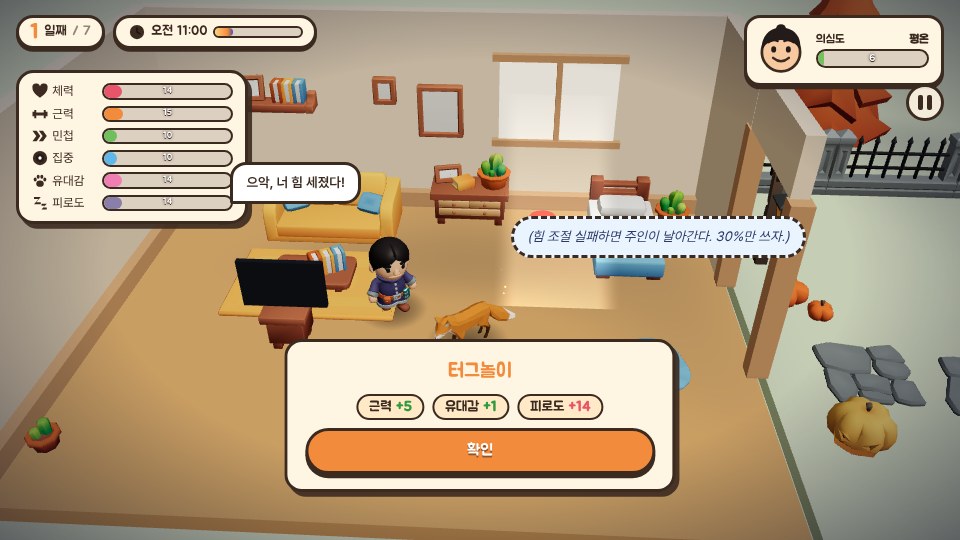 1 일째 / 7
오전 11:00
의심도 평온
6
체력 14
근력 15
민첩 10
집중 10
유대감 14
피로도 14
으악, 너 힘 세졌다!
(힘 조절 실패하면 주인이 날아간다. 30%만 쓰자.)
터그놀이
근력 +5 유대감 +1 피로도 +14
확인